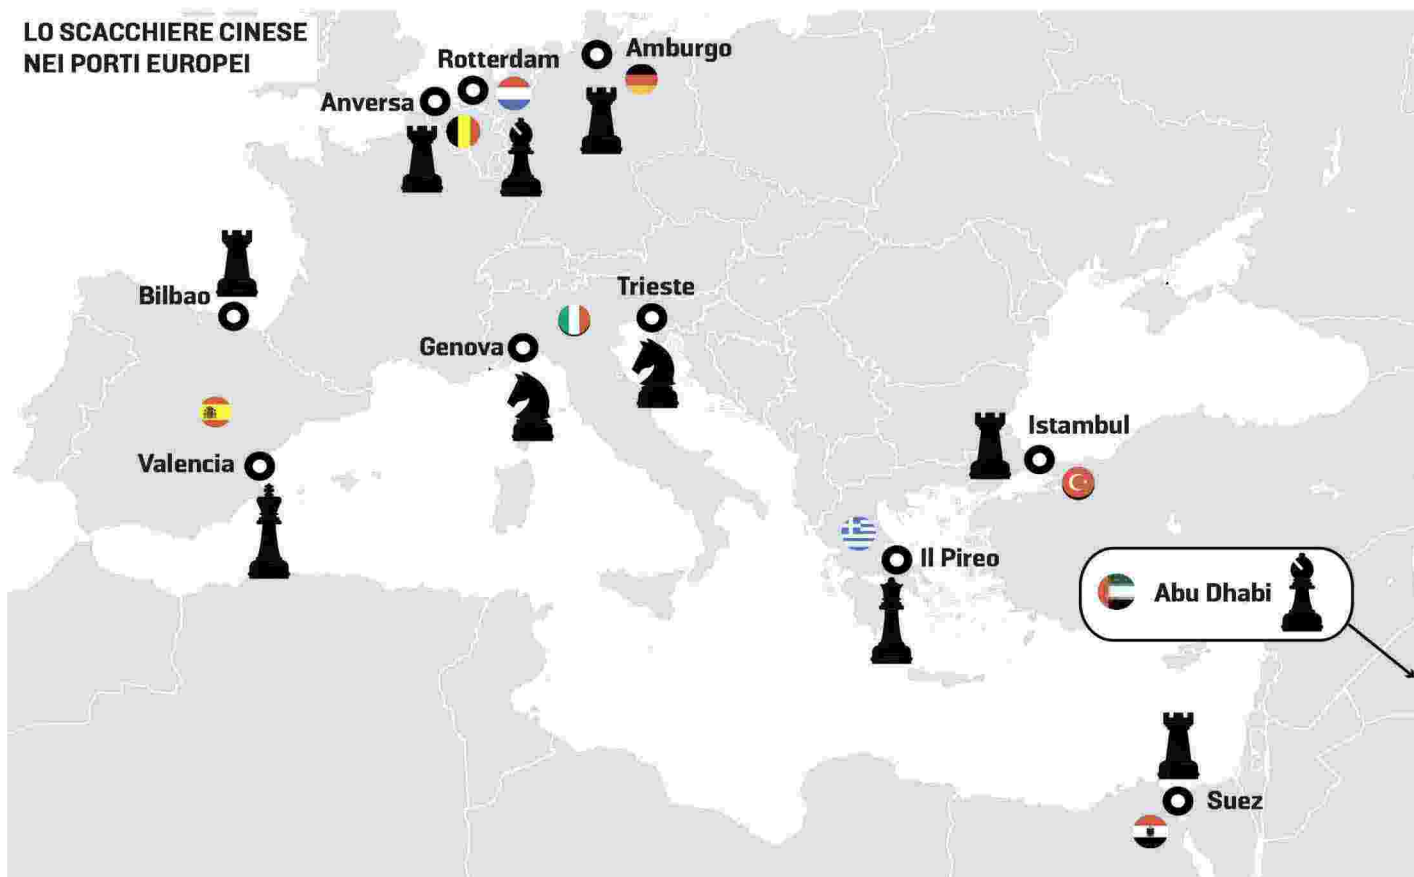 LO SCACCHIERE CINESE
NEI PORTI EUROPEI
Amburgo
Rotterdam
Anversa
Bilbao
Trieste
Genova
Istambul
Valencia
Il Pireo
Abu Dhabi
Suez